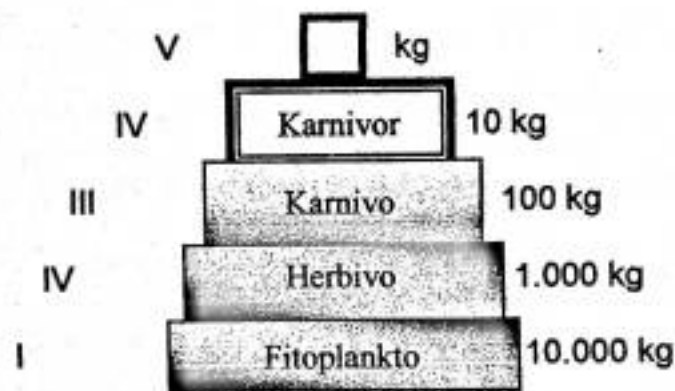 V kg
IV Karnivor 10 kg
III Karnivo 100 kg
IV Herbivo 1.000 kg
I Fitoplankto 10.000 kg